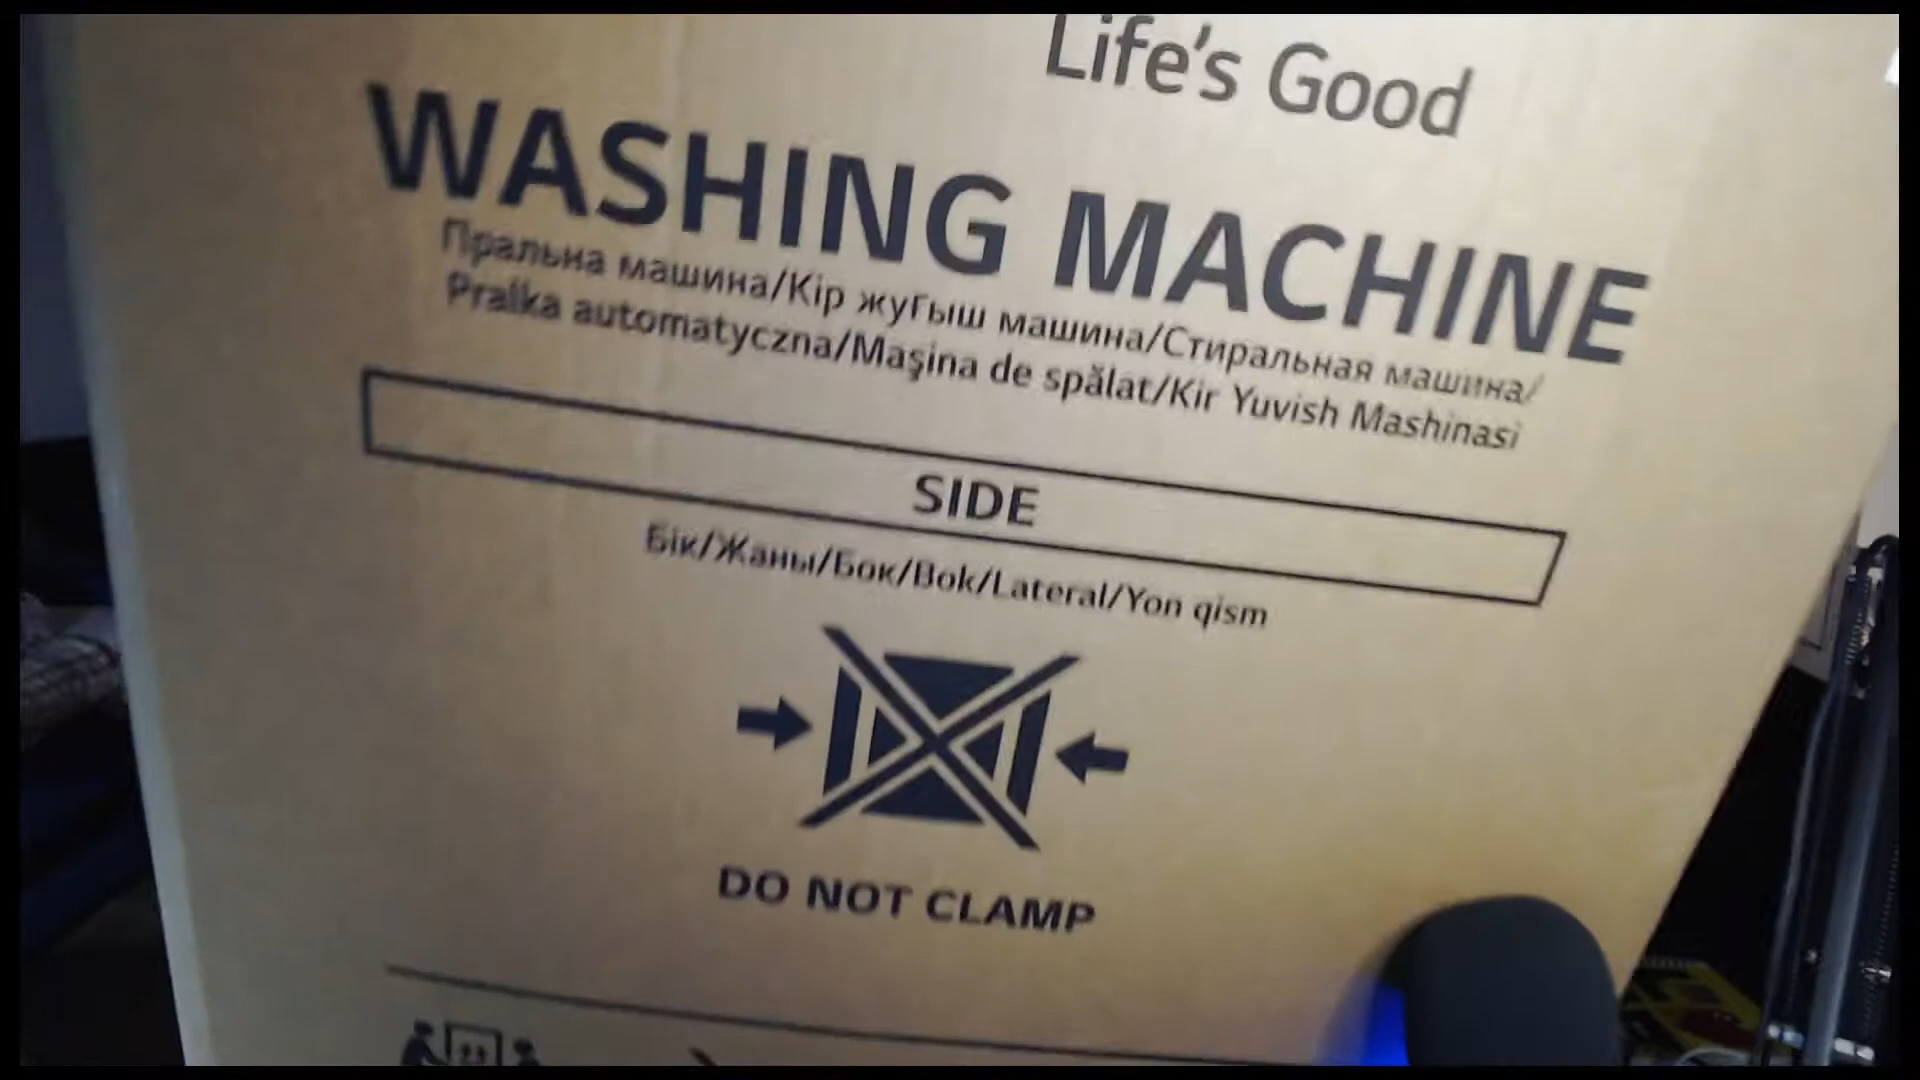 Life's Good
WASHING MACHINE
Пральна машина/Кір жуғыш машина/Стиральная машина/
Pralka automatyczna/Maşina de spălat/Kir Yuvish Mashinasi
SIDE
Бік/Жаны/Бок/Bok/Lateral/Yon qism
DO NOT CLAMP